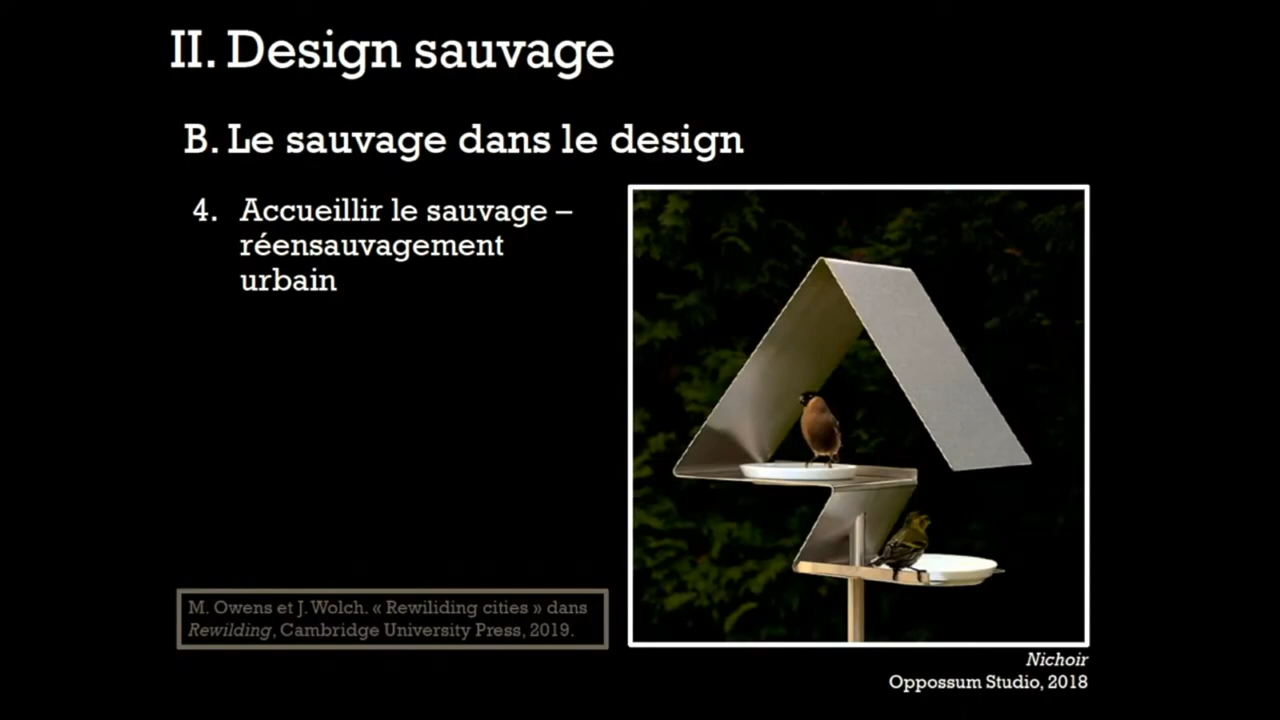 II. Design sauvage
B. Le sauvage dans le design
4. Accueillir le sauvage –
réensauvagement
urbain
M. Owens et J. Wolch. « Rewiliding cities » dans
Rewilding, Cambridge University Press, 2019.
Nichoir
Oppossum Studio, 2018